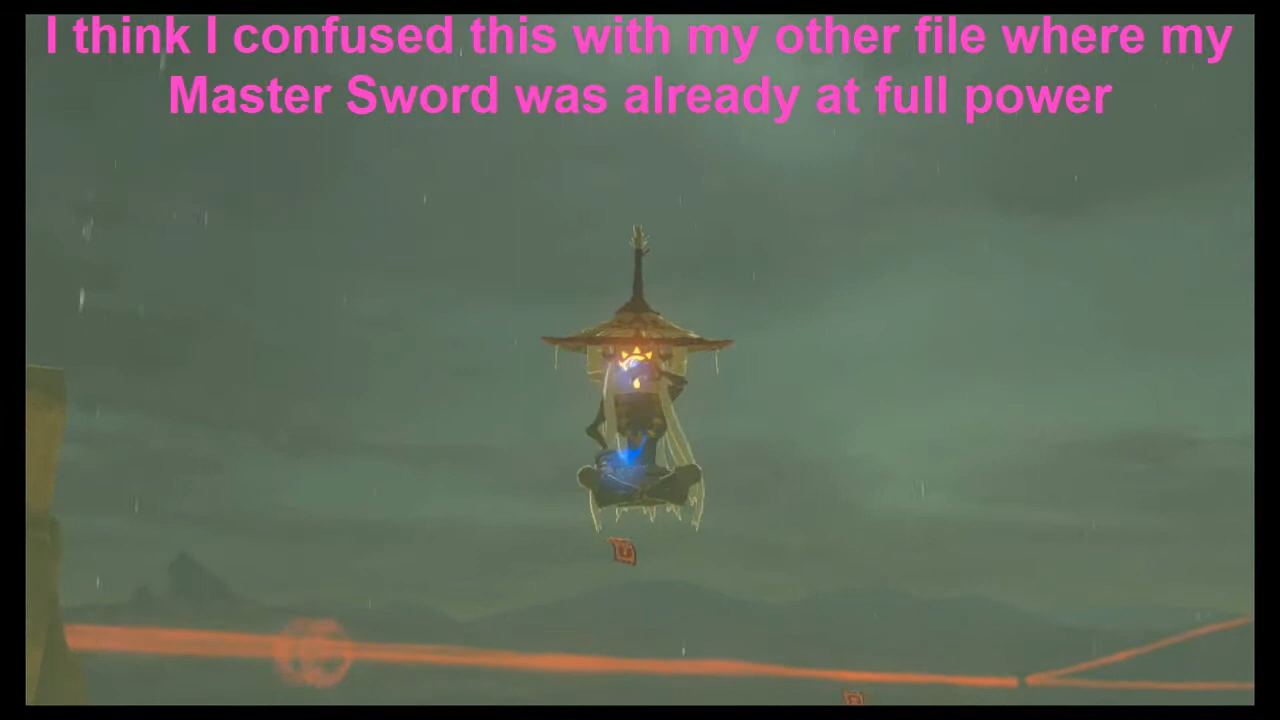 I think I confused this with my other file where my
Master Sword was already at full power